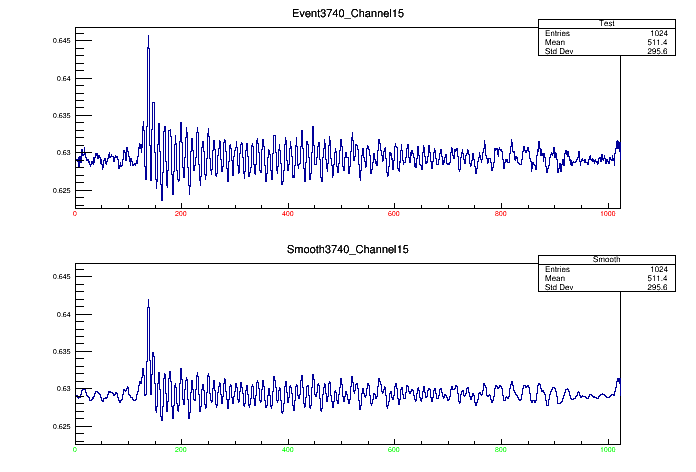 Event3740_Channel15
Test
Entries 1024
Mean 511.4
Std Dev 295.6
0.645
0.64
0.635
0.63
0.625
0 200 400 600 800 1000
Smooth3740_Channel15
Smooth
Entries 1024
Mean 511.4
Std Dev 295.6
0.645
0.64
0.635
0.63
0.625
0 200 400 600 800 1000